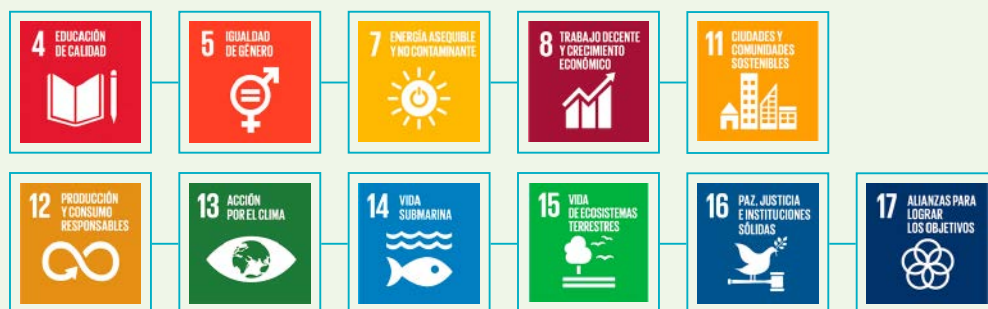 4 EDUCACIÓN
DE CALIDAD
5 IGUALDAD
DE GÉNERO
7 ENERGÍA ASEQUIBLE
Y NO CONTAMINANTE
8 TRABAJO DECENTE
Y CRECIMIENTO
ECONÓMICO
11 CIUDADES Y
COMUNIDADES
SOSTENIBLES
12 PRODUCCIÓN
Y CONSUMO
RESPONSABLES
13 ACCIÓN
POR EL CLIMA
14 VIDA
SUBMARINA
15 VIDA
DE ECOSISTEMAS
TERRESTRES
16 PAZ, JUSTICIA
E INSTITUCIONES
SÓLIDAS
17 ALIANZAS PARA
LOGRAR
LOS OBJETIVOS